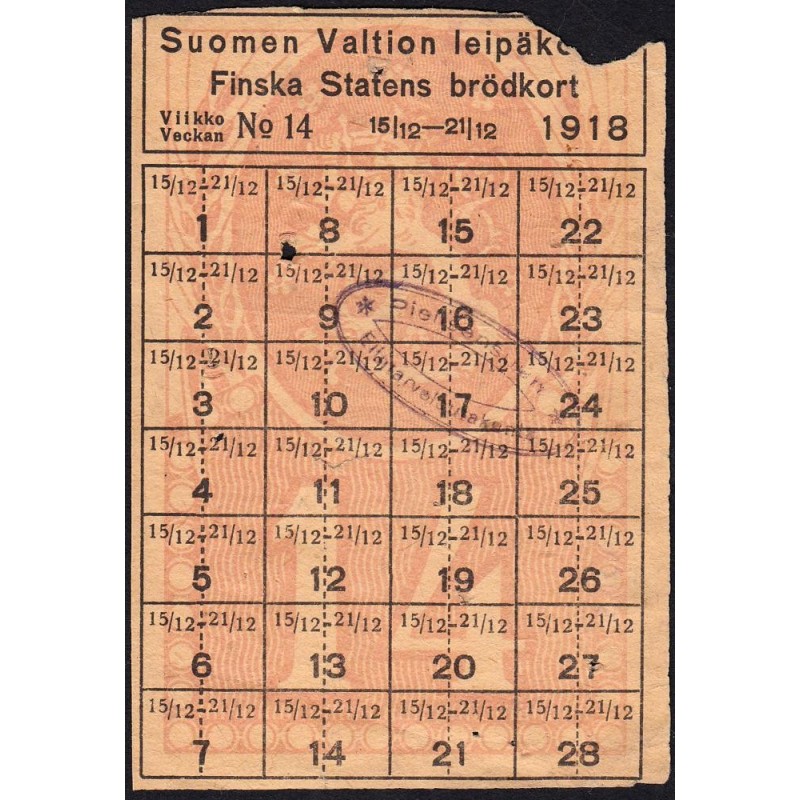 Suomen Valtion
Finska Statens brödkort
Viikko
Veckan No 14 15/12—21/12 1918
15/12-21/12 15/12-21/12 15/12-21/12 15/12-21/12
1 8 15 22
15/12-21/12 15/12-21/12 15/12-21/12 15/12-21/12
2 9 16 23
15/12-21/12 15/12-21/12 15/12-21/12 15/12-21/12
3 10 17 24
15/12-21/12 15/12-21/12 15/12-21/12 15/12-21/12
4 11 18 25
15/12-21/12 15/12-21/12 15/12-21/12 15/12-21/12
5 12 19 26
15/12-21/12 15/12-21/12 15/12-21/12 15/12-21/12
6 13 20 27
15/12-21/12 15/12-21/12 15/12-21/12 15/12-21/12
7 14 21 28
14